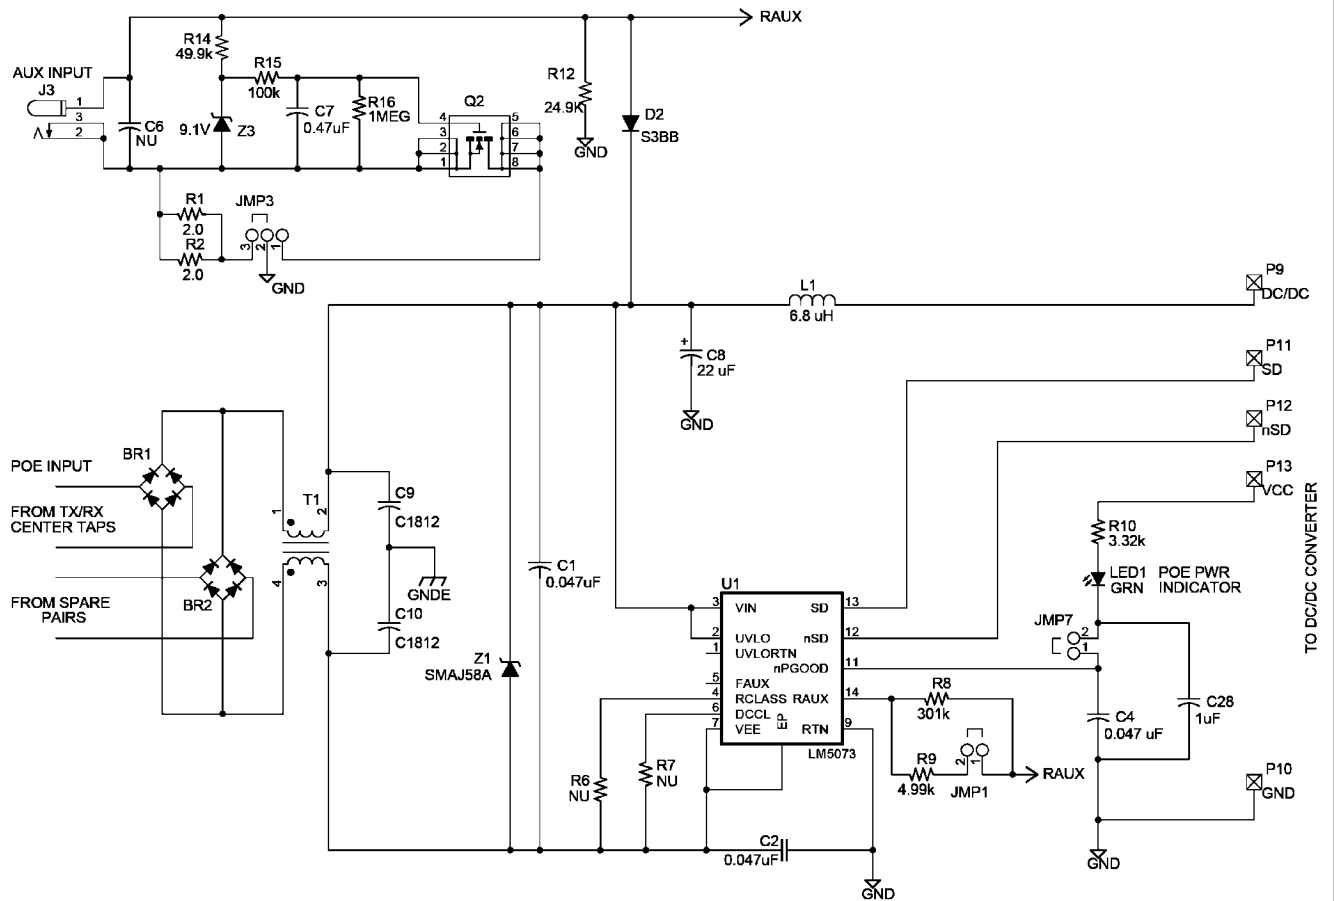 RAUX
R14
49.9k
AUX INPUT
J3
1
3
2
R15
100k
R12
24.9K
GND
C6
NU
9.1V
Z3
C7
0.47uF
R16
1MEG
Q2
4
3
2
1
5
6
7
8
D2
S3BB
R1
2.0
R2
2.0
JMP3
3
2
1
GND
L1
6.8 uH
P9
DC/DC
C8
22 uF
+
GND
P11
SD
P12
nSD
P13
VCC
BR1
POE INPUT
FROM TX/RX
CENTER TAPS
FROM SPARE
PAIRS
BR2
T1
1
2
4
3
C9
C1812
GNDE
C10
C1812
C1
0.047uF
Z1
SMAJ58A
U1
3
VIN
SD
13
2
UVLO
nSD
12
1
UVLORTN
nPGOOD
11
5
FAUX
4
RCLASS
RAUX
14
6
DCCL
7
VEE
EP
RTN
9
LM5073
R10
3.32k
LED1
GRN
POE PWR
INDICATOR
JMP7
2
1
C28
1uF
C4
0.047 uF
R8
301k
R9
4.99k
2
1
JMP1
RAUX
R6
NU
R7
NU
C2
0.047uF
GND
GND
P10
GND
TO DC/DC CONVERTER